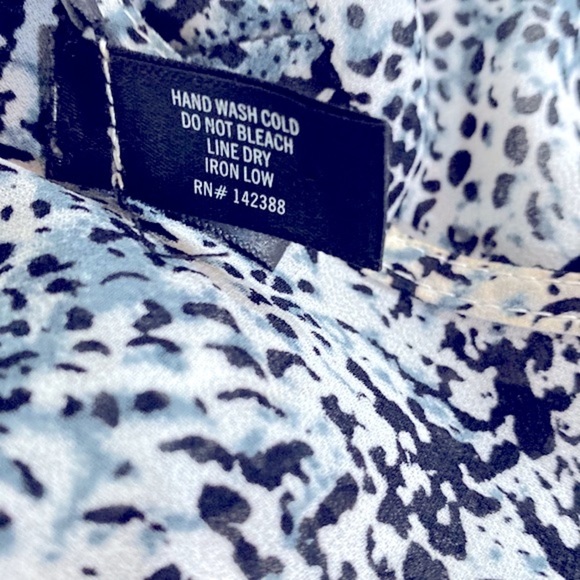 HAND WASH COLD
DO NOT BLEACH
LINE DRY
IRON LOW
RN# 142388